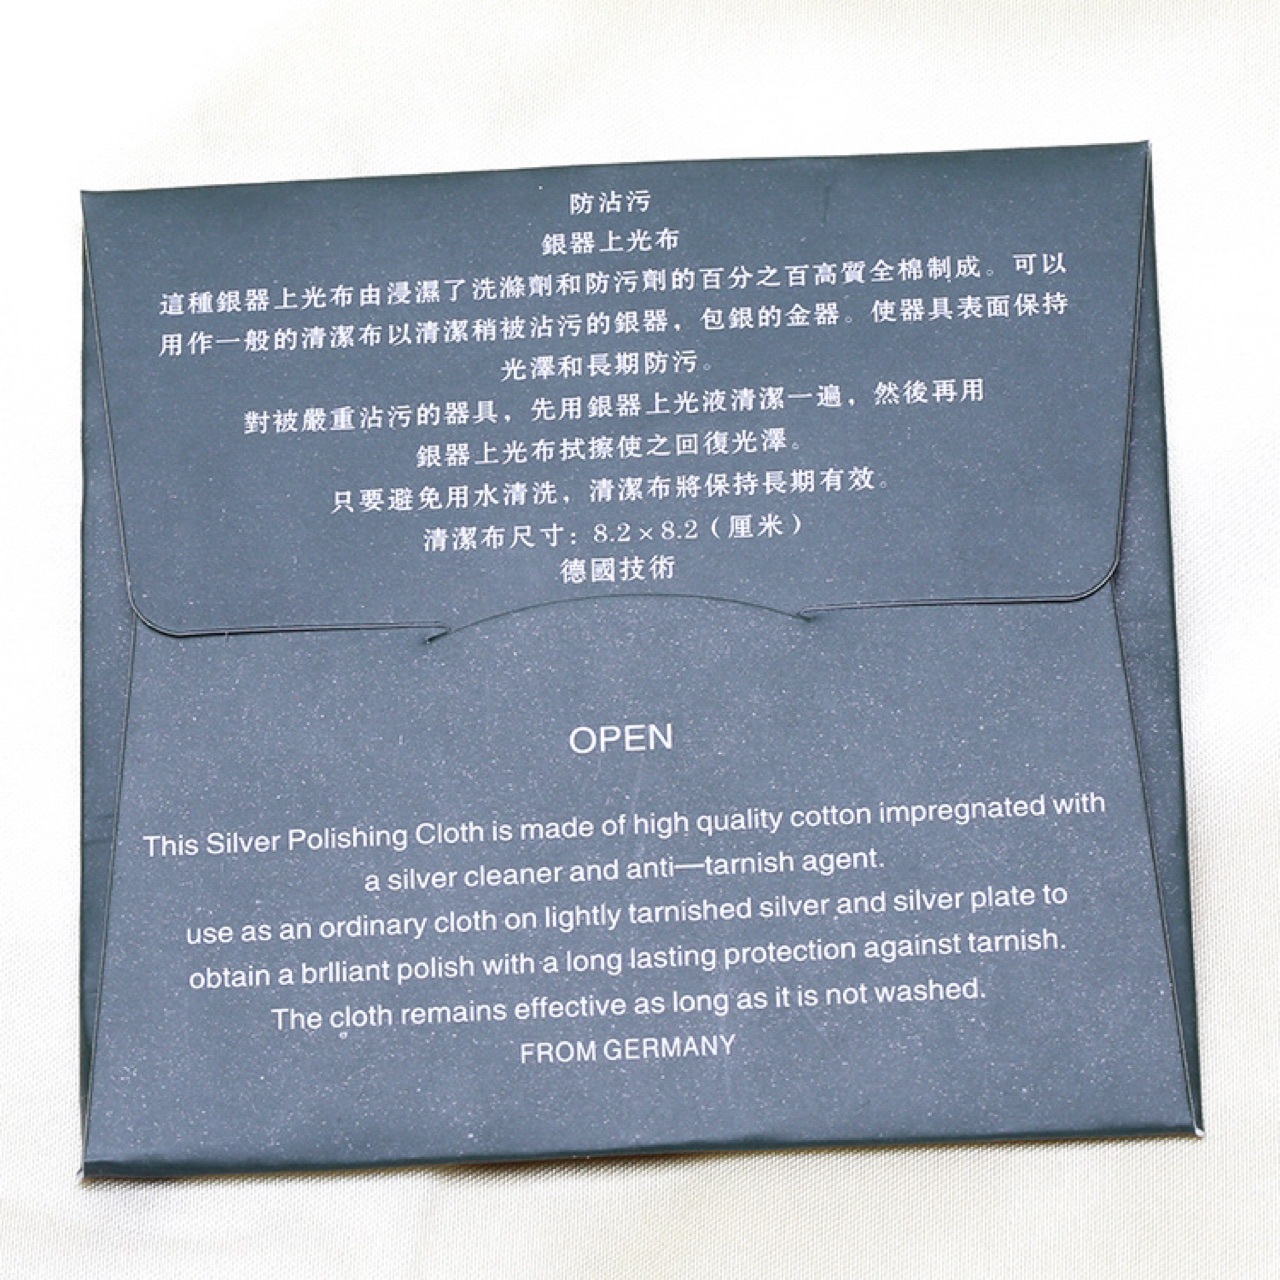 防沾污
銀器上光布
這種銀器上光布由浸濕了洗滌劑和防污劑的百分之百高質全棉制成。可以
用作一般的清潔布以清潔稍被沾污的銀器，包銀的金器。使器具表面保持
光澤和長期防污。
對被嚴重沾污的器具，先用銀器上光液清潔一遍，然後再用
銀器上光布拭擦使之回復光澤。
只要避免用水清洗，清潔布將保持長期有效。
清潔布尺寸：8.2×8.2（厘米）
德國技術
OPEN
This Silver Polishing Cloth is made of high quality cotton impregnated with
a silver cleaner and anti—tarnish agent.
use as an ordinary cloth on lightly tarnished silver and silver plate to
obtain a brlliant polish with a long lasting protection against tarnish.
The cloth remains effective as long as it is not washed.
FROM GERMANY